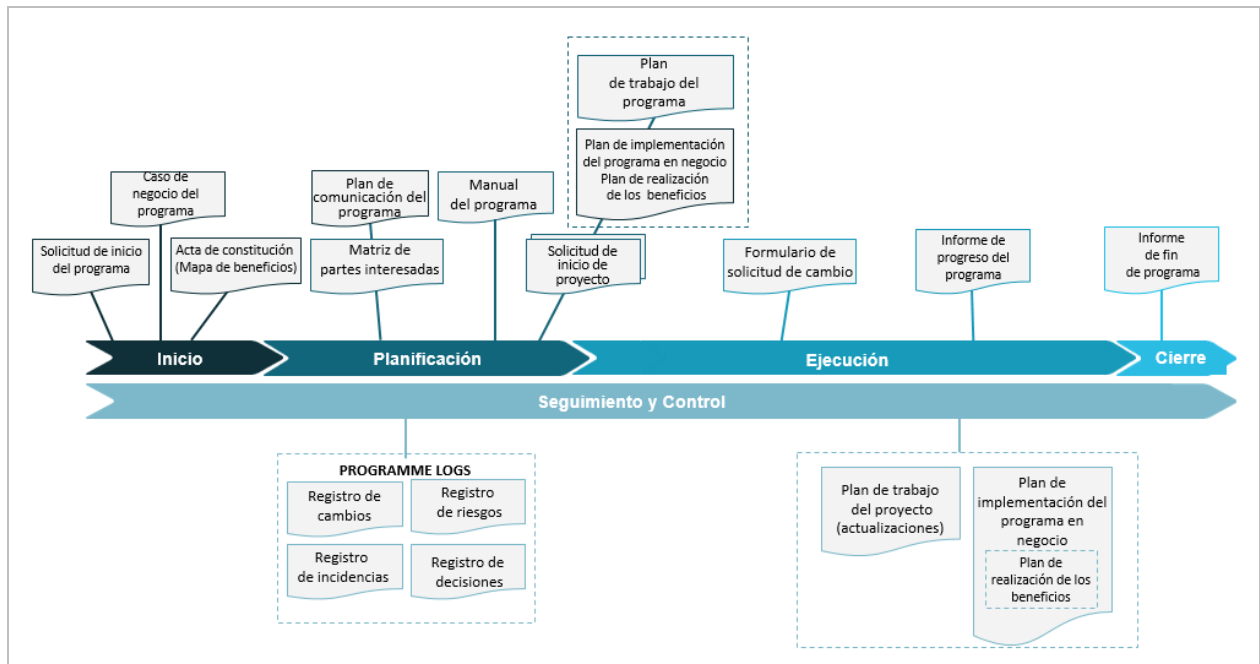 Plan
de trabajo del
programa
Plan de implementación
del programa en negocio
Plan de realización
de los beneficios
Caso de
negocio del
programa
Plan de
comunicación del
programa
Manual
del programa
Solicitud de inicio
del programa
Acta de constitución
(Mapa de beneficios)
Matriz de
partes interesadas
Solicitud de
inicio de
proyecto
Formulario de
solicitud de cambio
Informe de
progreso del
programa
Informe
de fin
de programa
Inicio
Planificación
Ejecución
Cierre
Seguimiento y Control
PROGRAMME LOGS
Registro de
cambios
Registro
de riesgos
Registro
de incidencias
Registro de
decisiones
Plan de trabajo
del proyecto
(actualizaciones)
Plan de
implementación del
programa en
negocio
Plan de
realización de los
beneficios